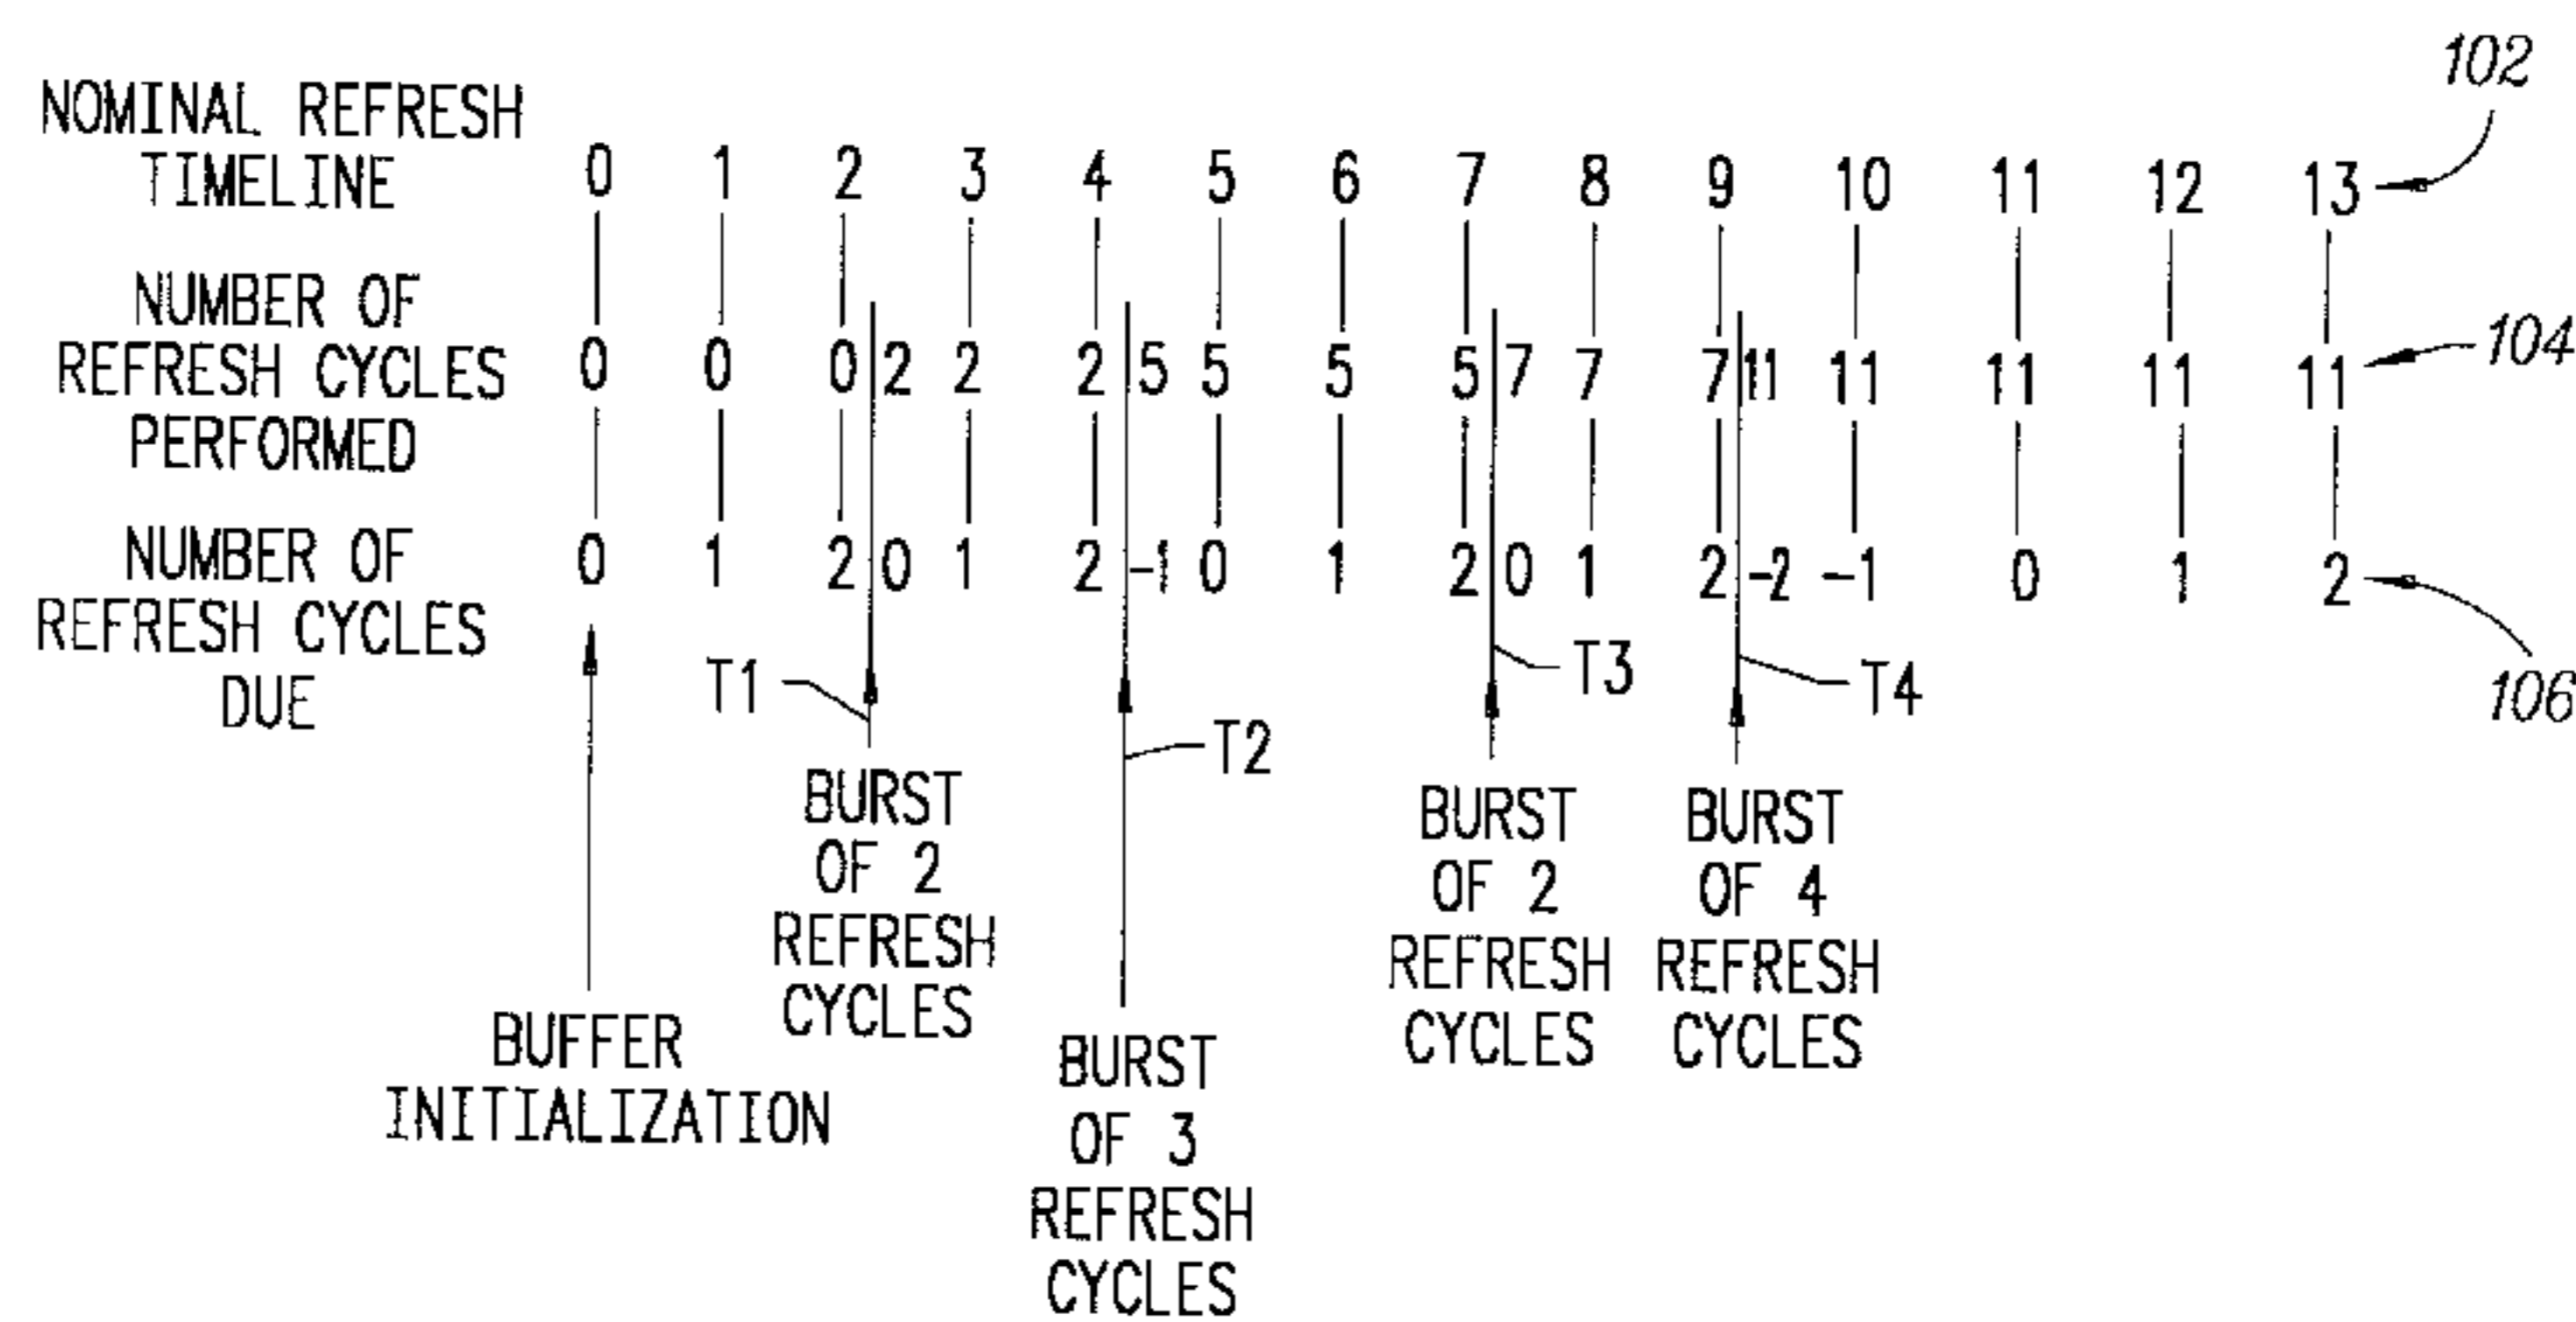 102
NOMINAL REFRESH
TIMELINE 0 1 2 3 4 5 6 7 8 9 10 11 12 13
NUMBER OF
REFRESH CYCLES 0 0 0 2 2 2 5 5 5 5 7 7 7 11 11 11 11 11 104
PERFORMED
NUMBER OF 0 1 2 0 1 2 -1 0 1 2 0 1 2 -2 -1 0 1 2
REFRESH CYCLES
DUE
T1
T2
T3
T4
106
BURST
OF 2
REFRESH
CYCLES
BURST
OF 2
REFRESH
CYCLES
BURST
OF 4
REFRESH
CYCLES
BUFFER
INITIALIZATION
BURST
OF 3
REFRESH
CYCLES